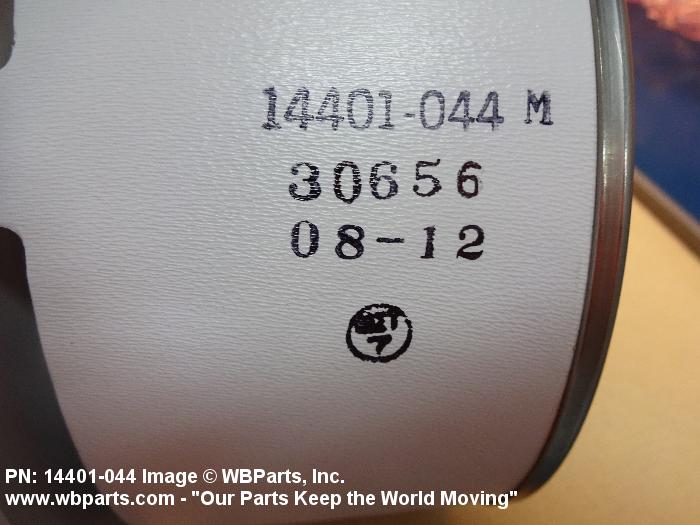 14401-044 M
30656
08-12
7
PN: 14401-044 Image © WBParts, Inc.
www.wbparts.com - "Our Parts Keep the World Moving"